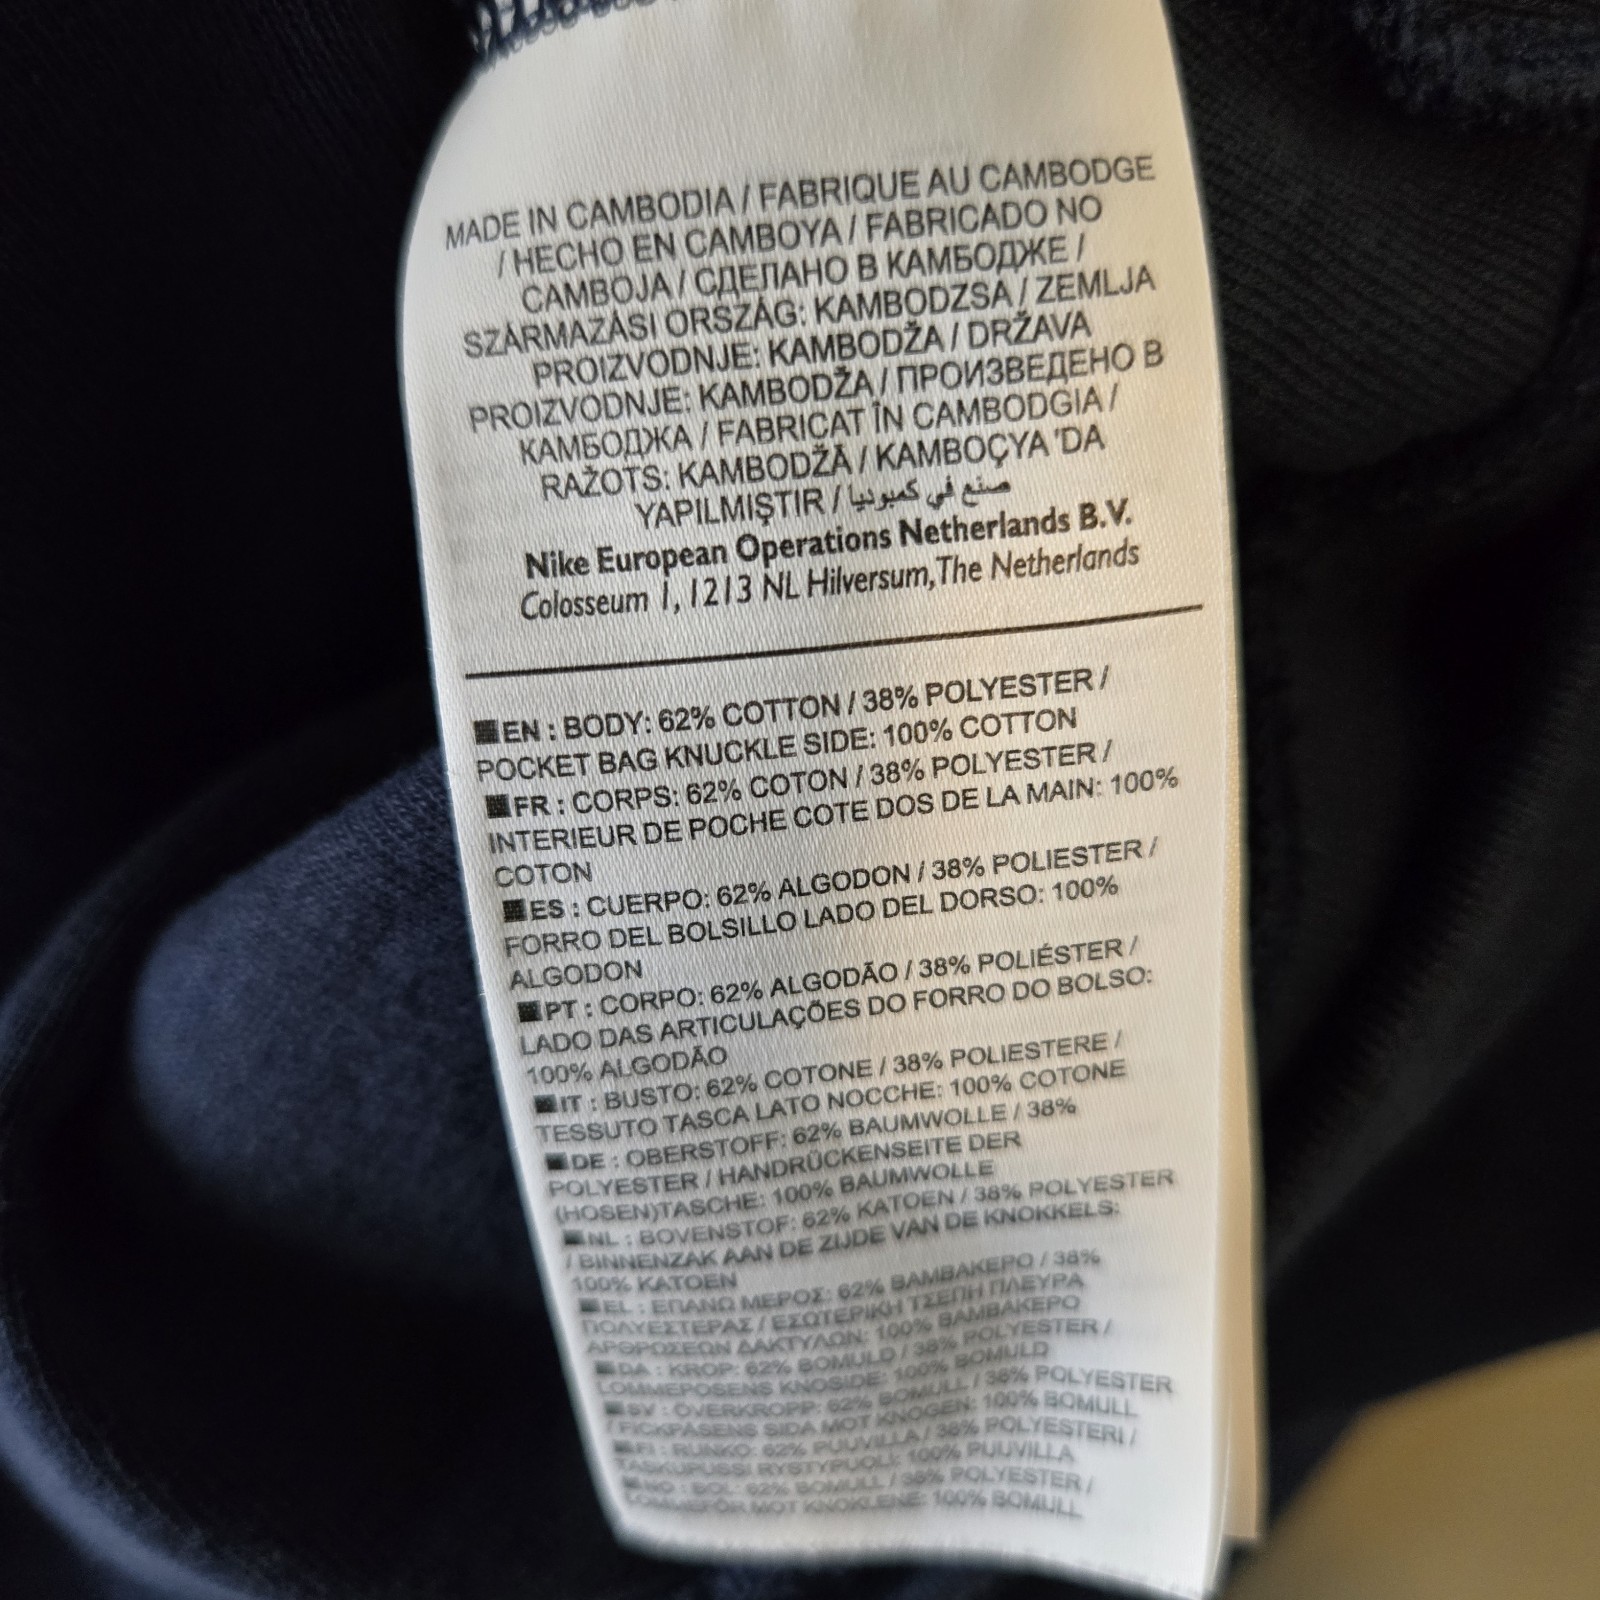 MADE IN CAMBODIA / FABRIQUE AU CAMBODGE
/ HECHO EN CAMBOYA / FABRICADO NO
CAMBOJA / СДЕЛАНО В КАМБОДЖЕ /
SZÁRMAZÁSI ORSZÁG: KAMBODZSA / ZEMLJA
PROIZVODNJE: KAMBODŽA / DRŽAVA
PROIZVODNJE: KAMBODŽA / ПРОИЗВЕДЕНО В
КАМБОДЖА / FABRICAT ÎN CAMBODGIA /
RAŽOTS: KAMBODŽĀ / KAMBOÇYA 'DA
YAPILMIŞTIR / صنع في كمبوديا
Nike European Operations Netherlands B.V.
Colosseum 1, 1213 NL Hilversum, The Netherlands
EN : BODY: 62% COTTON / 38% POLYESTER /
POCKET BAG KNUCKLE SIDE: 100% COTTON
FR : CORPS: 62% COTON / 38% POLYESTER /
INTERIEUR DE POCHE COTE DOS DE LA MAIN: 100%
COTON
ES : CUERPO: 62% ALGODON / 38% POLIESTER /
FORRO DEL BOLSILLO LADO DEL DORSO: 100%
ALGODON
PT : CORPO: 62% ALGODÃO / 38% POLIÉSTER /
LADO DAS ARTICULAÇÕES DO FORRO DO BOLSO:
100% ALGODÃO
IT : BUSTO: 62% COTONE / 38% POLIESTERE /
TESSUTO TASCA LATO NOCCHE: 100% COTONE
DE : OBERSTOFF: 62% BAUMWOLLE / 38%
POLYESTER / HANDRÜCKENSEITE DER
(HOSEN)TASCHE: 100% BAUMWOLLE
NL : BOVENSTOF: 62% KATOEN / 38% POLYESTER
/ BINNENZAK AAN DE ZIJDE VAN DE KNOKKELS:
100% KATOEN
EL : ΕΠΑΝΩ ΜΕΡΟΣ: 62% ΒΑΜΒΑΚΕΡΟ / 38%
ΠΟΛΥΕΣΤΕΡΑΣ / ΕΣΩΤΕΡΙΚΗ ΤΣΕΠΗ ΠΛΕΥΡΑ
ΑΡΘΡΩΣΕΩΝ ΔΑΚΤΥΛΩΝ: 100% ΒΑΜΒΑΚΕΡΟ
DA : KROP: 62% BOMULD / 38% POLYESTER /
LOMMEPOSENS KNOSIDE: 100% BOMULD
SV : ÖVERKROPP: 62% BOMULL / 38% POLYESTER
/ FICKPÅSENS SIDA MOT KNOGEN: 100% BOMULL
FI : RUNKO: 62% PUUVILLA / 38% POLYESTERI /
TASKUPUSSI RYSTYPUOLI: 100% PUUVILLA
NO : BOL: 62% BOMULL / 38% POLYESTER /
LOMMEFÔR MOT KNOKLENE: 100% BOMULL